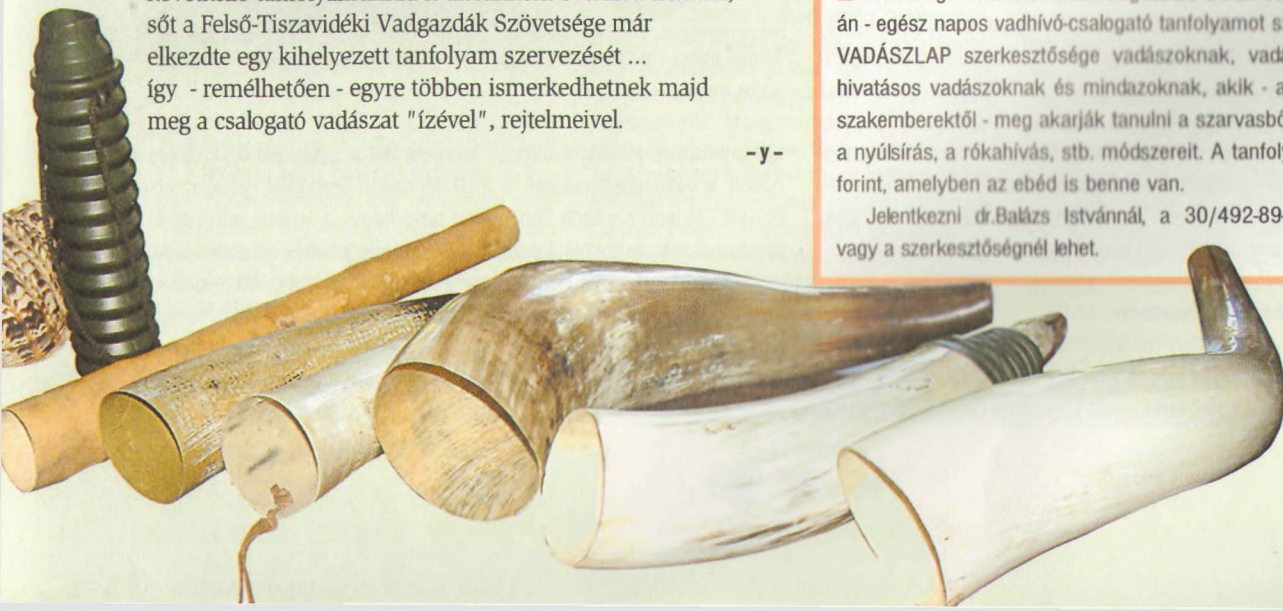 sőt a Felső-Tiszavidéki Vadgazdák Szövetsége már
elkezdte egy kihelyezett tanfolyam szervezését ...
így - remélhetően - egyre többen ismerkedhetnek majd
meg a csalogató vadászat "ízével", rejtelmeivel.
- y -
án - egész napos vadhívó-csalogató tanfolyamot s
VADÁSZLAP szerkesztősége vadászoknak, vad
hivatásos vadászoknak és mindazoknak, akik - a
szakemberektől - meg akarják tanulni a szarvasbő
a nyúlsírás, a rókahívás, stb. módszereit. A tanfol
forint, amelyben az ebéd is benne van.
Jelentkezni dr.Balázs Istvánnál, a 30/492-89-
vagy a szerkesztőségnél lehet.